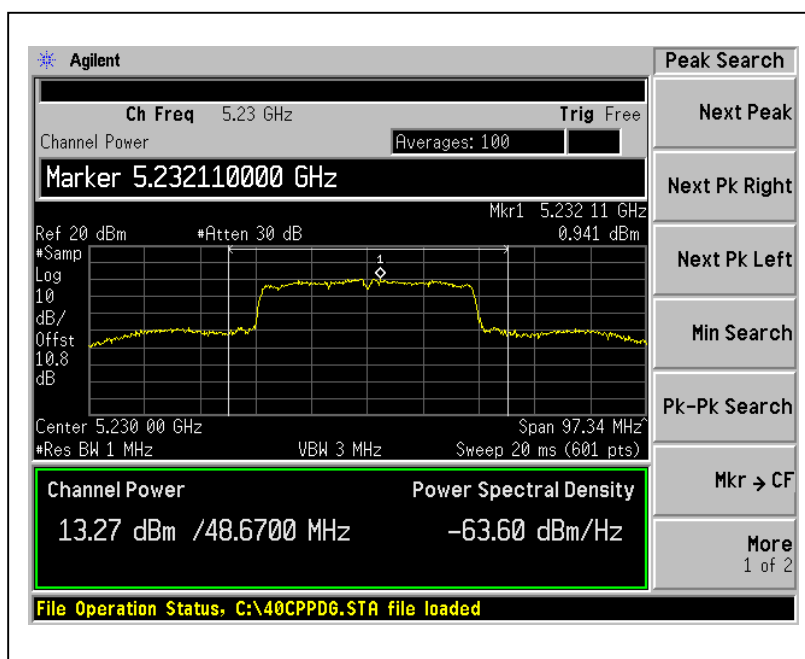 Agilent
Peak Search
Ch Freq 5.23 GHz Trig Free
Channel Power Averages: 100
Marker 5.232110000 GHz
Mkr1 5.232 11 GHz
Ref 20 dBm #Atten 30 dB 0.941 dBm
#Samp
Log
10
dB/
Offst
10.8
dB
1
Center 5.230 00 GHz Span 97.34 MHz^
#Res BW 1 MHz VBW 3 MHz Sweep 20 ms (601 pts)
Channel Power Power Spectral Density
13.27 dBm /48.6700 MHz -63.60 dBm/Hz
File Operation Status, C:\40CPPDG.STA file loaded
Next Peak
Next Pk Right
Next Pk Left
Min Search
Pk-Pk Search
Mkr → CF
More
1 of 2